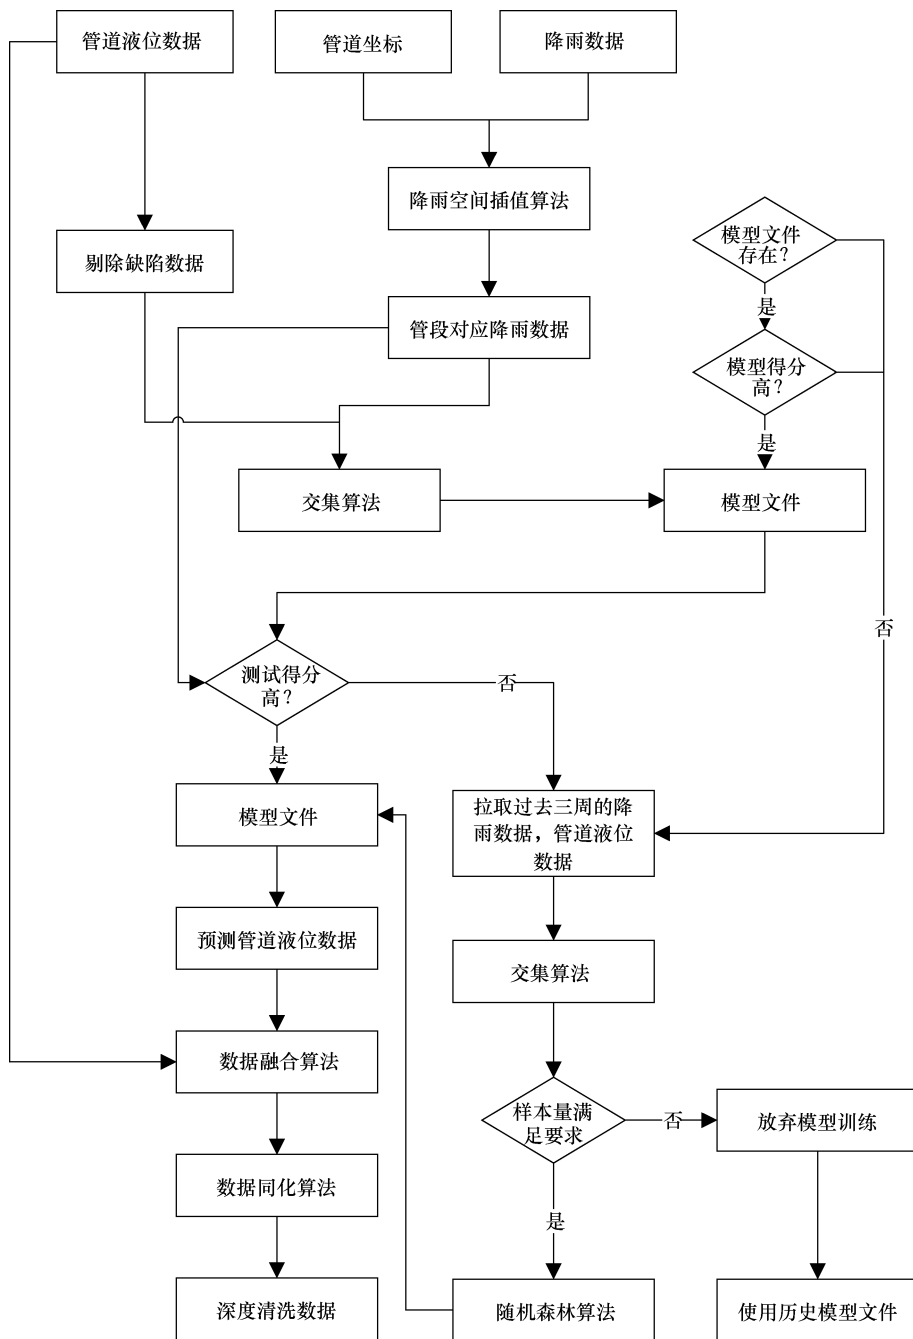 管道液位数据
管道坐标
降雨数据
降雨空间插值算法
模型文件
存在？
剔除缺陷数据
是
管段对应降雨数据
模型得分
高？
是
交集算法
模型文件
否
测试得分
高？
否
是
模型文件
拉取过去三周的降
雨数据，管道液位
数据
预测管道液位数据
交集算法
数据融合算法
样本量满
足要求
否
放弃模型训练
数据同化算法
是
深度清洗数据
随机森林算法
使用历史模型文件